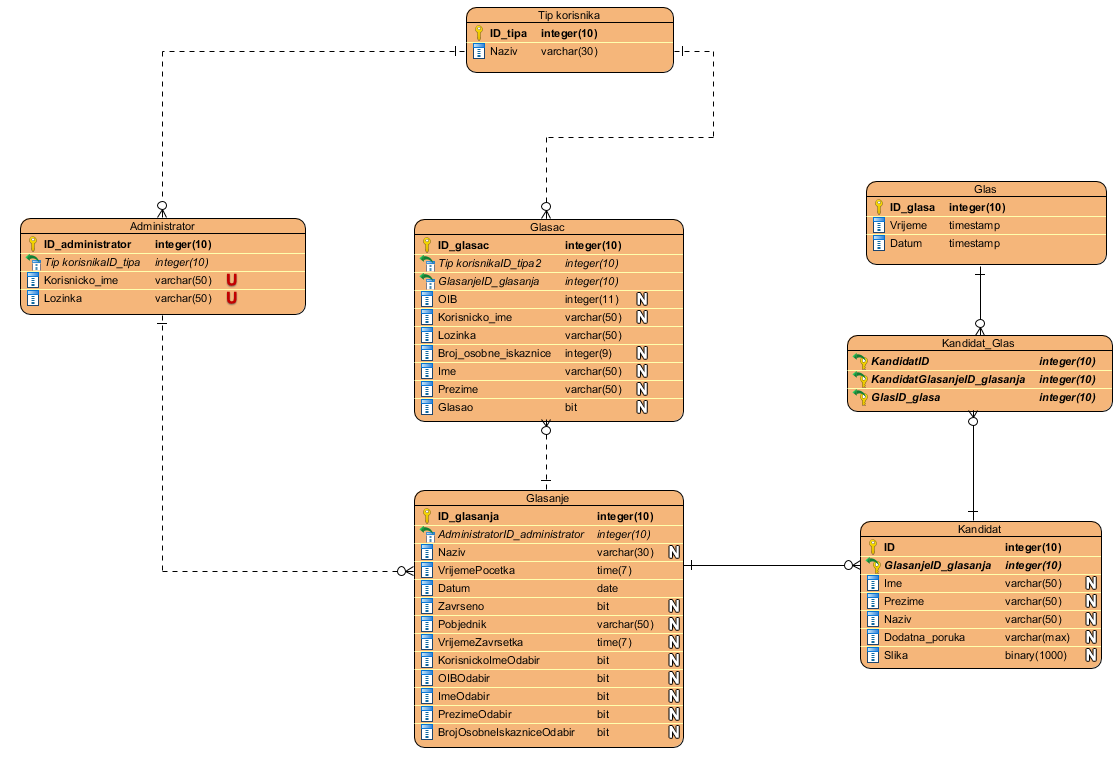 Tip korisnika
ID_tipa integer(10)
Naziv varchar(30)
Administrator
ID_administrator integer(10)
Tip korisnikaID_tipa integer(10)
Korisnicko_ime varchar(50) U
Lozinka varchar(50) U
Glasac
ID_glasac integer(10)
Tip korisnikaID_tipa2 integer(10)
GlasanjeID_glasanja integer(10)
OIB integer(11) N
Korisnicko_ime varchar(50) N
Lozinka varchar(50)
Broj_osobne_iskaznice integer(9) N
Ime varchar(50) N
Prezime varchar(50) N
Glasao bit N
Glas
ID_glasa integer(10)
Vrijeme timestamp
Datum timestamp
Kandidat_Glas
KandidatID integer(10)
KandidatGlasanjeID_glasanja integer(10)
GlasID_glasa integer(10)
Glasanje
ID_glasanja integer(10)
AdministratorID_administrator integer(10)
Naziv varchar(30) N
VrijemePocetka time(7)
Datum date
Zavrseno bit N
Pobjednik varchar(50) N
VrijemeZavrsetka time(7) N
KorisnickoImeOdabir bit N
OIBOdabir bit N
ImeOdabir bit N
PrezimeOdabir bit N
BrojOsobneIskazniceOdabir bit N
Kandidat
ID integer(10)
GlasanjeID_glasanja integer(10)
Ime varchar(50) N
Prezime varchar(50) N
Naziv varchar(50) N
Dodatna_poruka varchar(max) N
Slika binary(1000) N